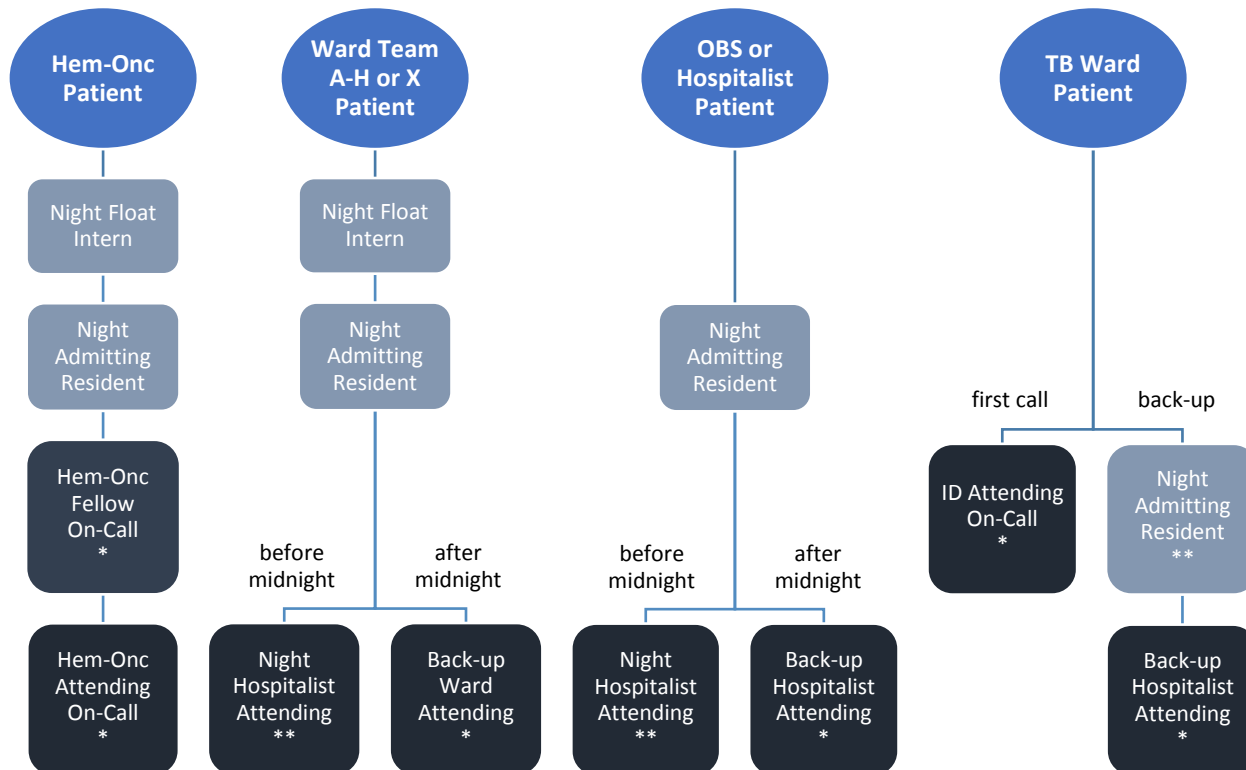 Hem-Onc
Patient
Ward Team
A-H or X
Patient
OBS or
Hospitalist
Patient
TB Ward
Patient
Night Float
Intern
Night Float
Intern
Night
Admitting
Resident
Night
Admitting
Resident
Night
Admitting
Resident
first call
back-up
Hem-Onc
Fellow
On-Call
*
ID Attending
On-Call
*
Night
Admitting
Resident
**
before
midnight
after
midnight
before
midnight
after
midnight
Hem-Onc
Attending
On-Call
*
Night
Hospitalist
Attending
**
Back-up
Ward
Attending
*
Night
Hospitalist
Attending
**
Back-up
Hospitalist
Attending
*
Back-up
Hospitalist
Attending
*